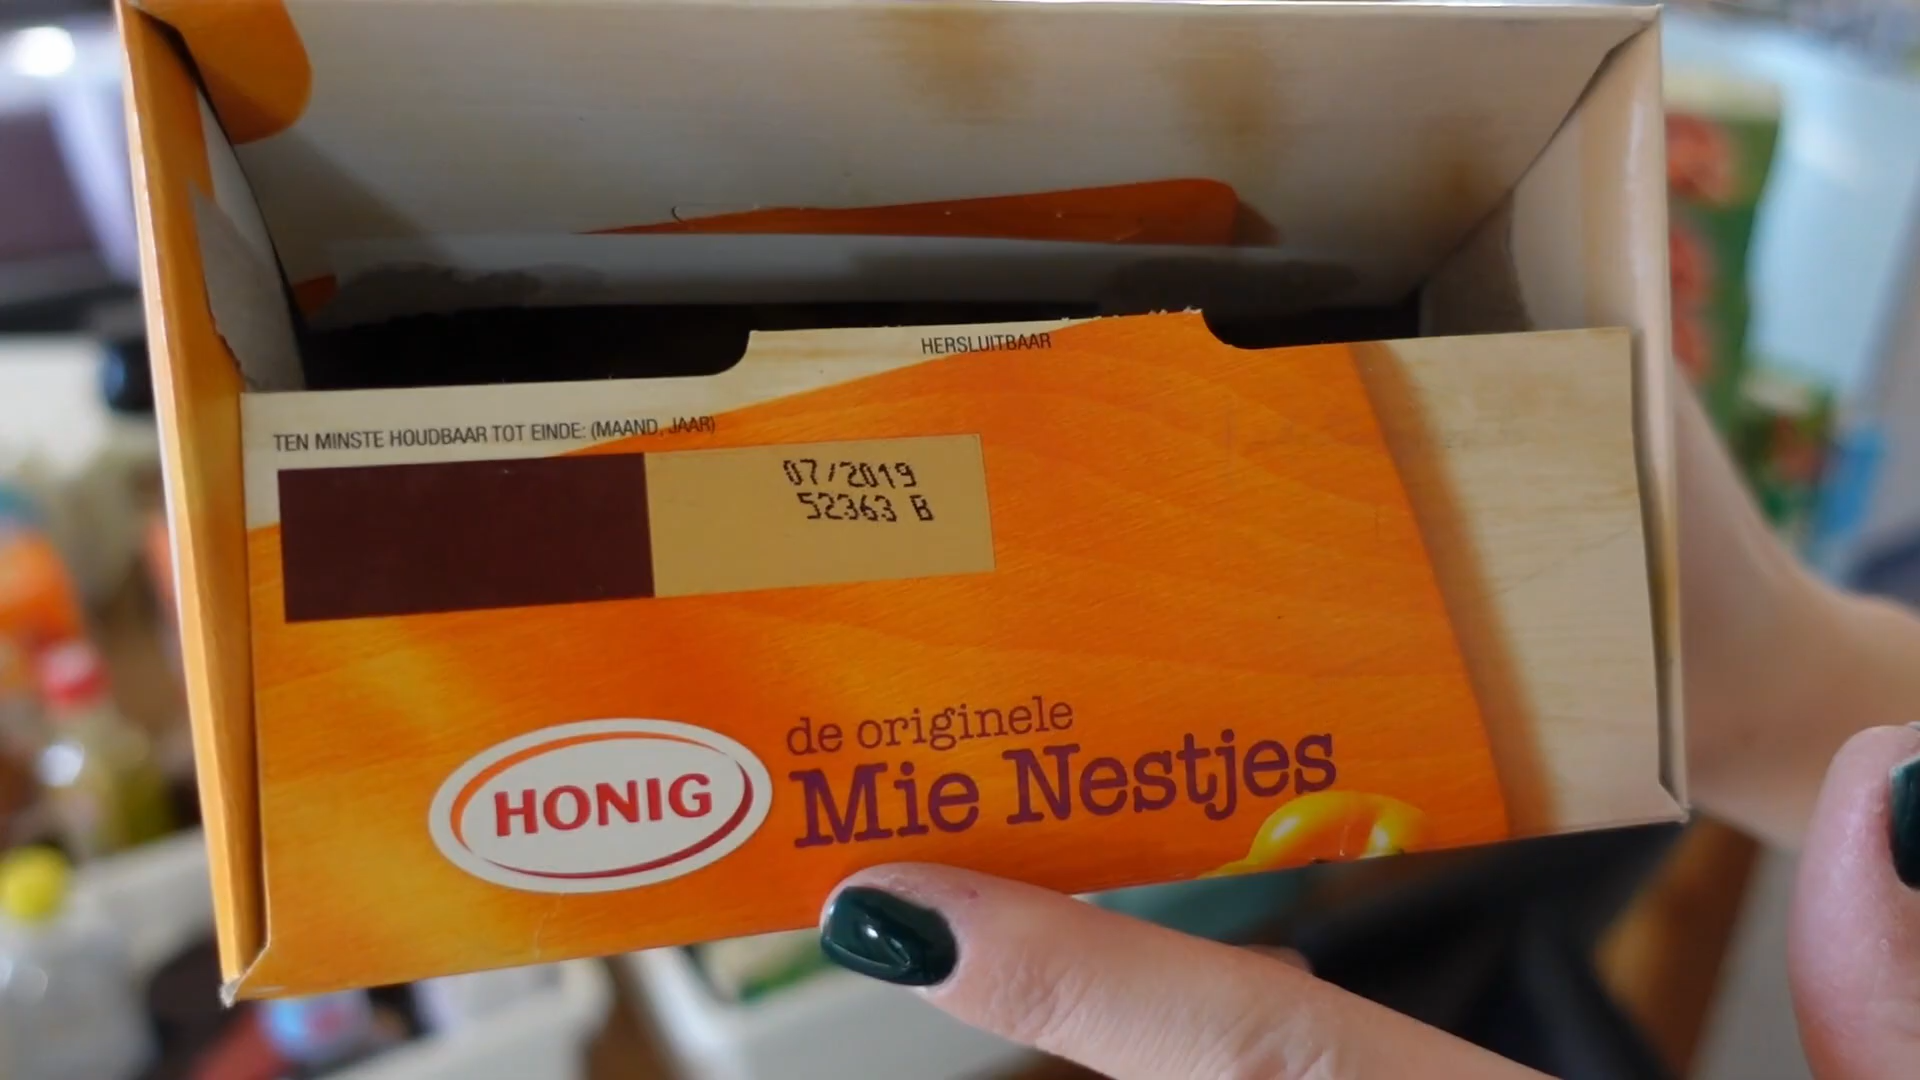 HERSLUITBAAR
TEN MINSTE HOUDBAAR TOT EINDE: (MAAND, JAAR)
07/2019
52363 B
HONIG
de originele
Mie Nestjes